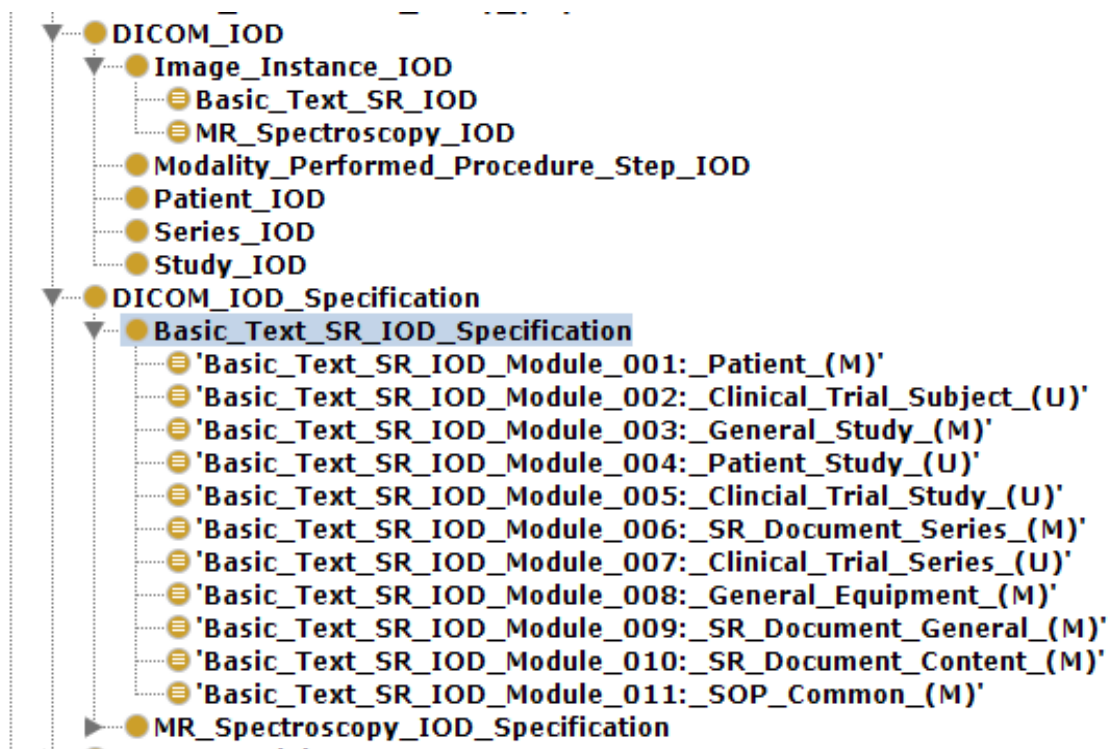 DICOM_IOD
Image_Instance_IOD
Basic_Text_SR_IOD
MR_Spectroscopy_IOD
Modality_Performed_Procedure_Step_IOD
Patient_IOD
Series_IOD
Study_IOD
DICOM_IOD_Specification
Basic_Text_SR_IOD_Specification
'Basic_Text_SR_IOD_Module_001:_Patient_(M)'
'Basic_Text_SR_IOD_Module_002:_Clinical_Trial_Subject_(U)'
'Basic_Text_SR_IOD_Module_003:_General_Study_(M)'
'Basic_Text_SR_IOD_Module_004:_Patient_Study_(U)'
'Basic_Text_SR_IOD_Module_005:_Clincial_Trial_Study_(U)'
'Basic_Text_SR_IOD_Module_006:_SR_Document_Series_(M)'
'Basic_Text_SR_IOD_Module_007:_Clinical_Trial_Series_(U)'
'Basic_Text_SR_IOD_Module_008:_General_Equipment_(M)'
'Basic_Text_SR_IOD_Module_009:_SR_Document_General_(M)'
'Basic_Text_SR_IOD_Module_010:_SR_Document_Content_(M)'
'Basic_Text_SR_IOD_Module_011:_SOP_Common_(M)'
MR_Spectroscopy_IOD_Specification